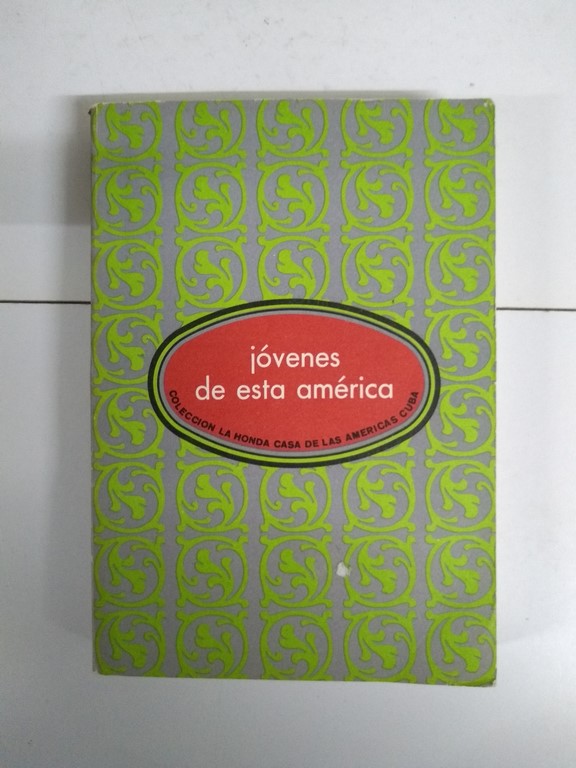 jóvenes
de esta américa
COLECCION LA HONDA CASA DE LAS AMERICAS CUBA